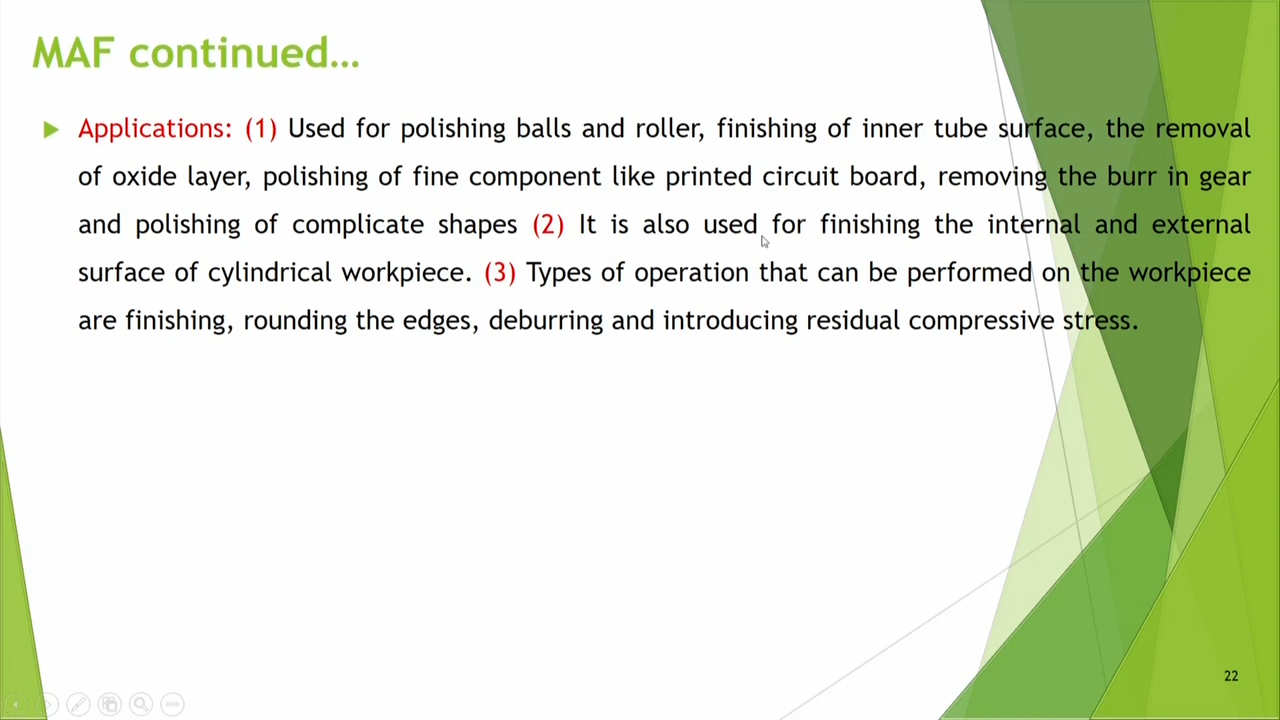 MAF continued…
Applications: (1) Used for polishing balls and roller, finishing of inner tube surface, the removal
of oxide layer, polishing of fine component like printed circuit board, removing the burr in gear
and polishing of complicate shapes (2) It is also used for finishing the internal and external
surface of cylindrical workpiece. (3) Types of operation that can be performed on the workpiece
are finishing, rounding the edges, deburring and introducing residual compressive stress.
22